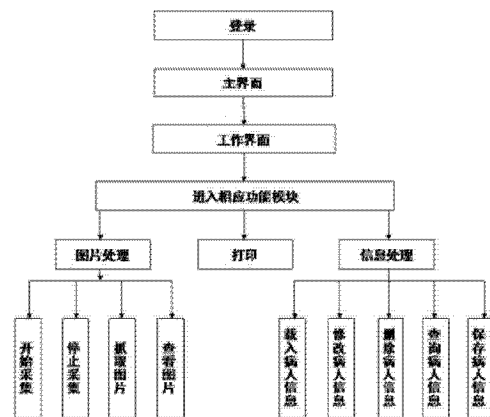 登录
主界面
工作界面
进入相应功能模块
图片处理
打印
信息处理
开始采集
停止采集
抓取图片
查看图片
载入病人信息
修改病人信息
删除病人信息
查询病人信息
保存病人信息